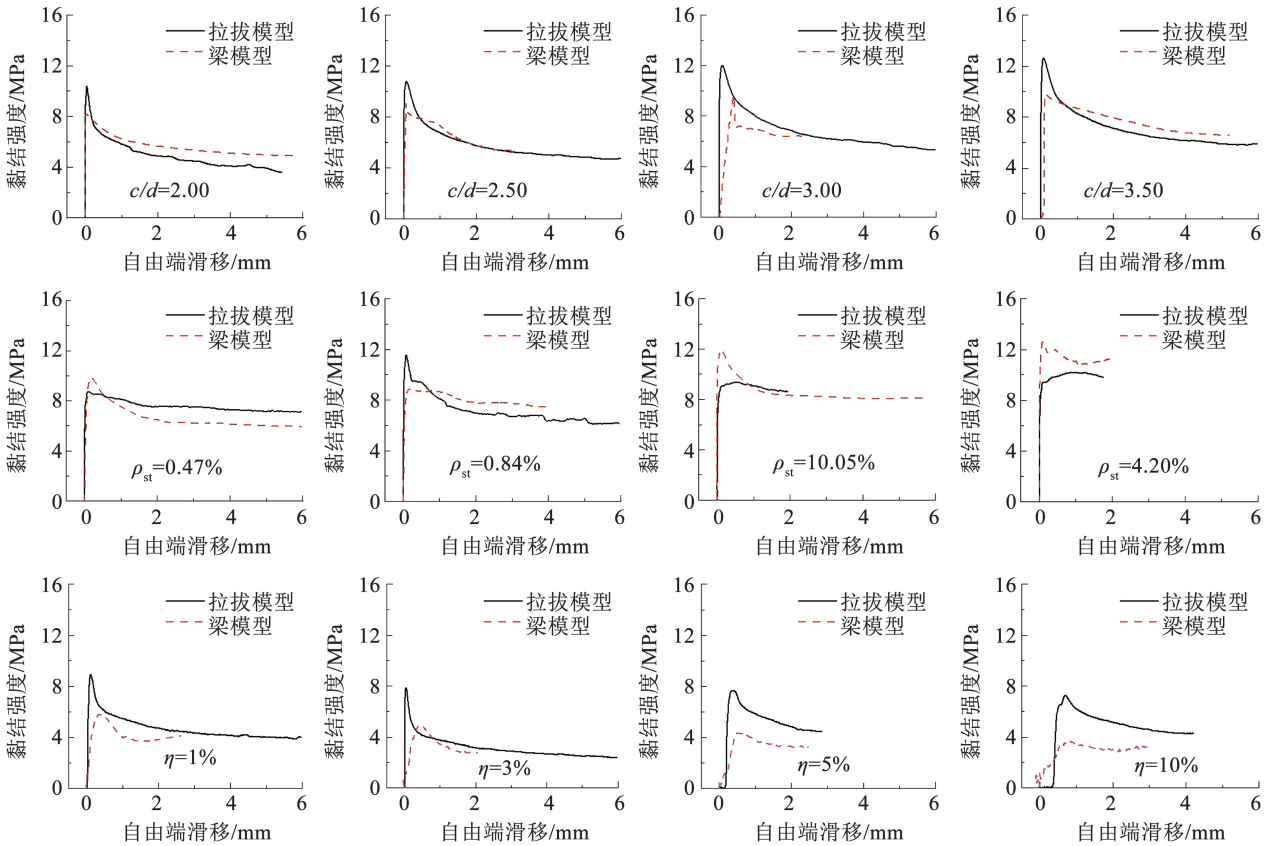 16
12
8
4
0
黏结强度/MPa
拉拔模型
梁模型
c/d=2.00
0 2 4 6
自由端滑移/mm
16
12
8
4
0
黏结强度/MPa
拉拔模型
梁模型
c/d=2.50
0 2 4 6
自由端滑移/mm
16
12
8
4
0
黏结强度/MPa
拉拔模型
梁模型
c/d=3.00
0 2 4 6
自由端滑移/mm
16
12
8
4
0
黏结强度/MPa
拉拔模型
梁模型
c/d=3.50
0 2 4 6
自由端滑移/mm
16
12
8
4
0
黏结强度/MPa
拉拔模型
梁模型
ρst=0.47%
0 2 4 6
自由端滑移/mm
16
12
8
4
0
黏结强度/MPa
拉拔模型
梁模型
ρst=0.84%
0 2 4 6
自由端滑移/mm
16
12
8
4
0
黏结强度/MPa
拉拔模型
梁模型
ρst=10.05%
0 2 4 6
自由端滑移/mm
16
12
8
4
0
黏结强度/MPa
拉拔模型
梁模型
ρst=4.20%
0 2 4 6
自由端滑移/mm
16
12
8
4
0
黏结强度/MPa
拉拔模型
梁模型
η=1%
0 2 4 6
自由端滑移/mm
16
12
8
4
0
黏结强度/MPa
拉拔模型
梁模型
η=3%
0 2 4 6
自由端滑移/mm
16
12
8
4
0
黏结强度/MPa
拉拔模型
梁模型
η=5%
0 2 4 6
自由端滑移/mm
16
12
8
4
0
黏结强度/MPa
拉拔模型
梁模型
η=10%
0 2 4 6
自由端滑移/mm